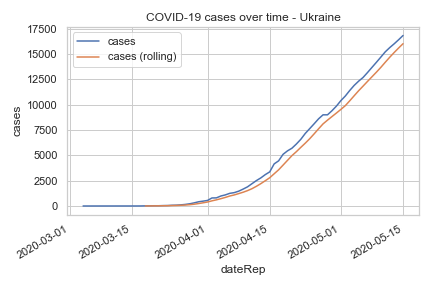 COVID-19 cases over time - Ukraine
cases
cases (rolling)
17500
15000
12500
10000
7500
5000
2500
0
cases
2020-03-01
2020-03-15
2020-04-01
2020-04-15
2020-05-01
2020-05-15
dateRep